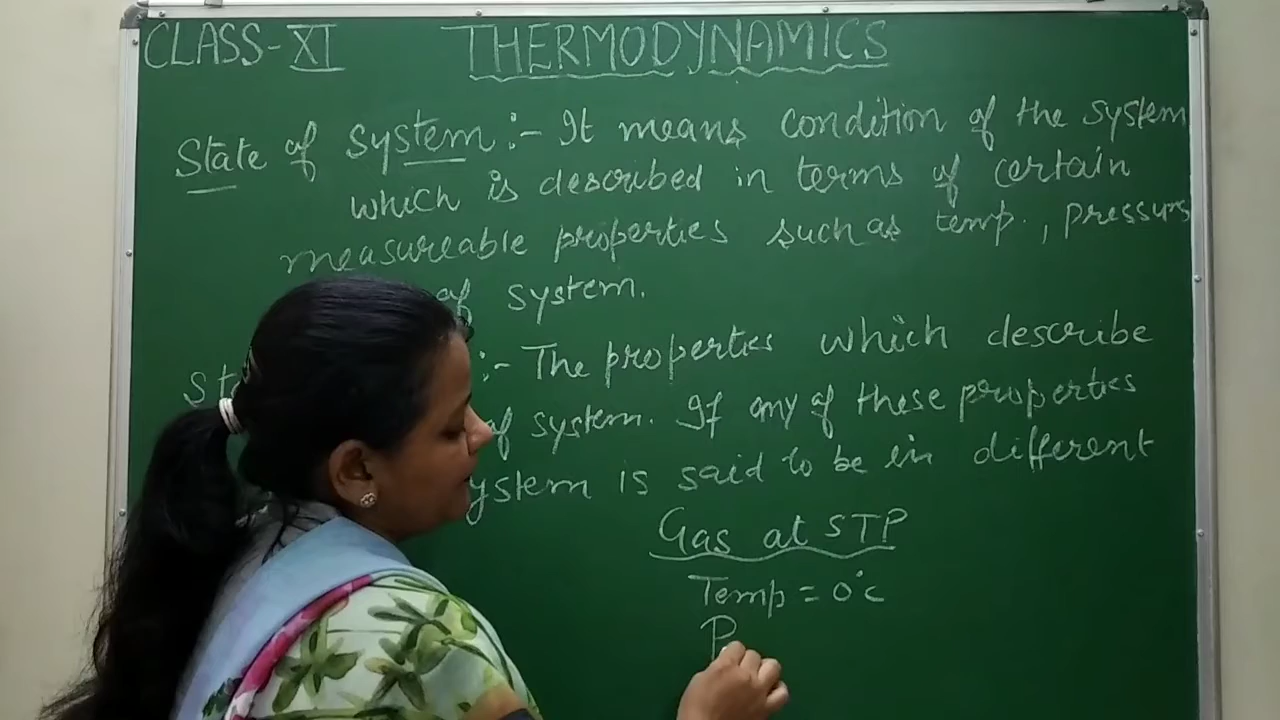 CLASS-XI THERMODYNAMICS
State of system :- It means condition of the system
which is described in terms of certain
measureable properties such as temp., pressure
of system.
:- The properties which describe
of system. If any of these properties
system is said to be in different
Gas at STP
Temp = 0°C
P